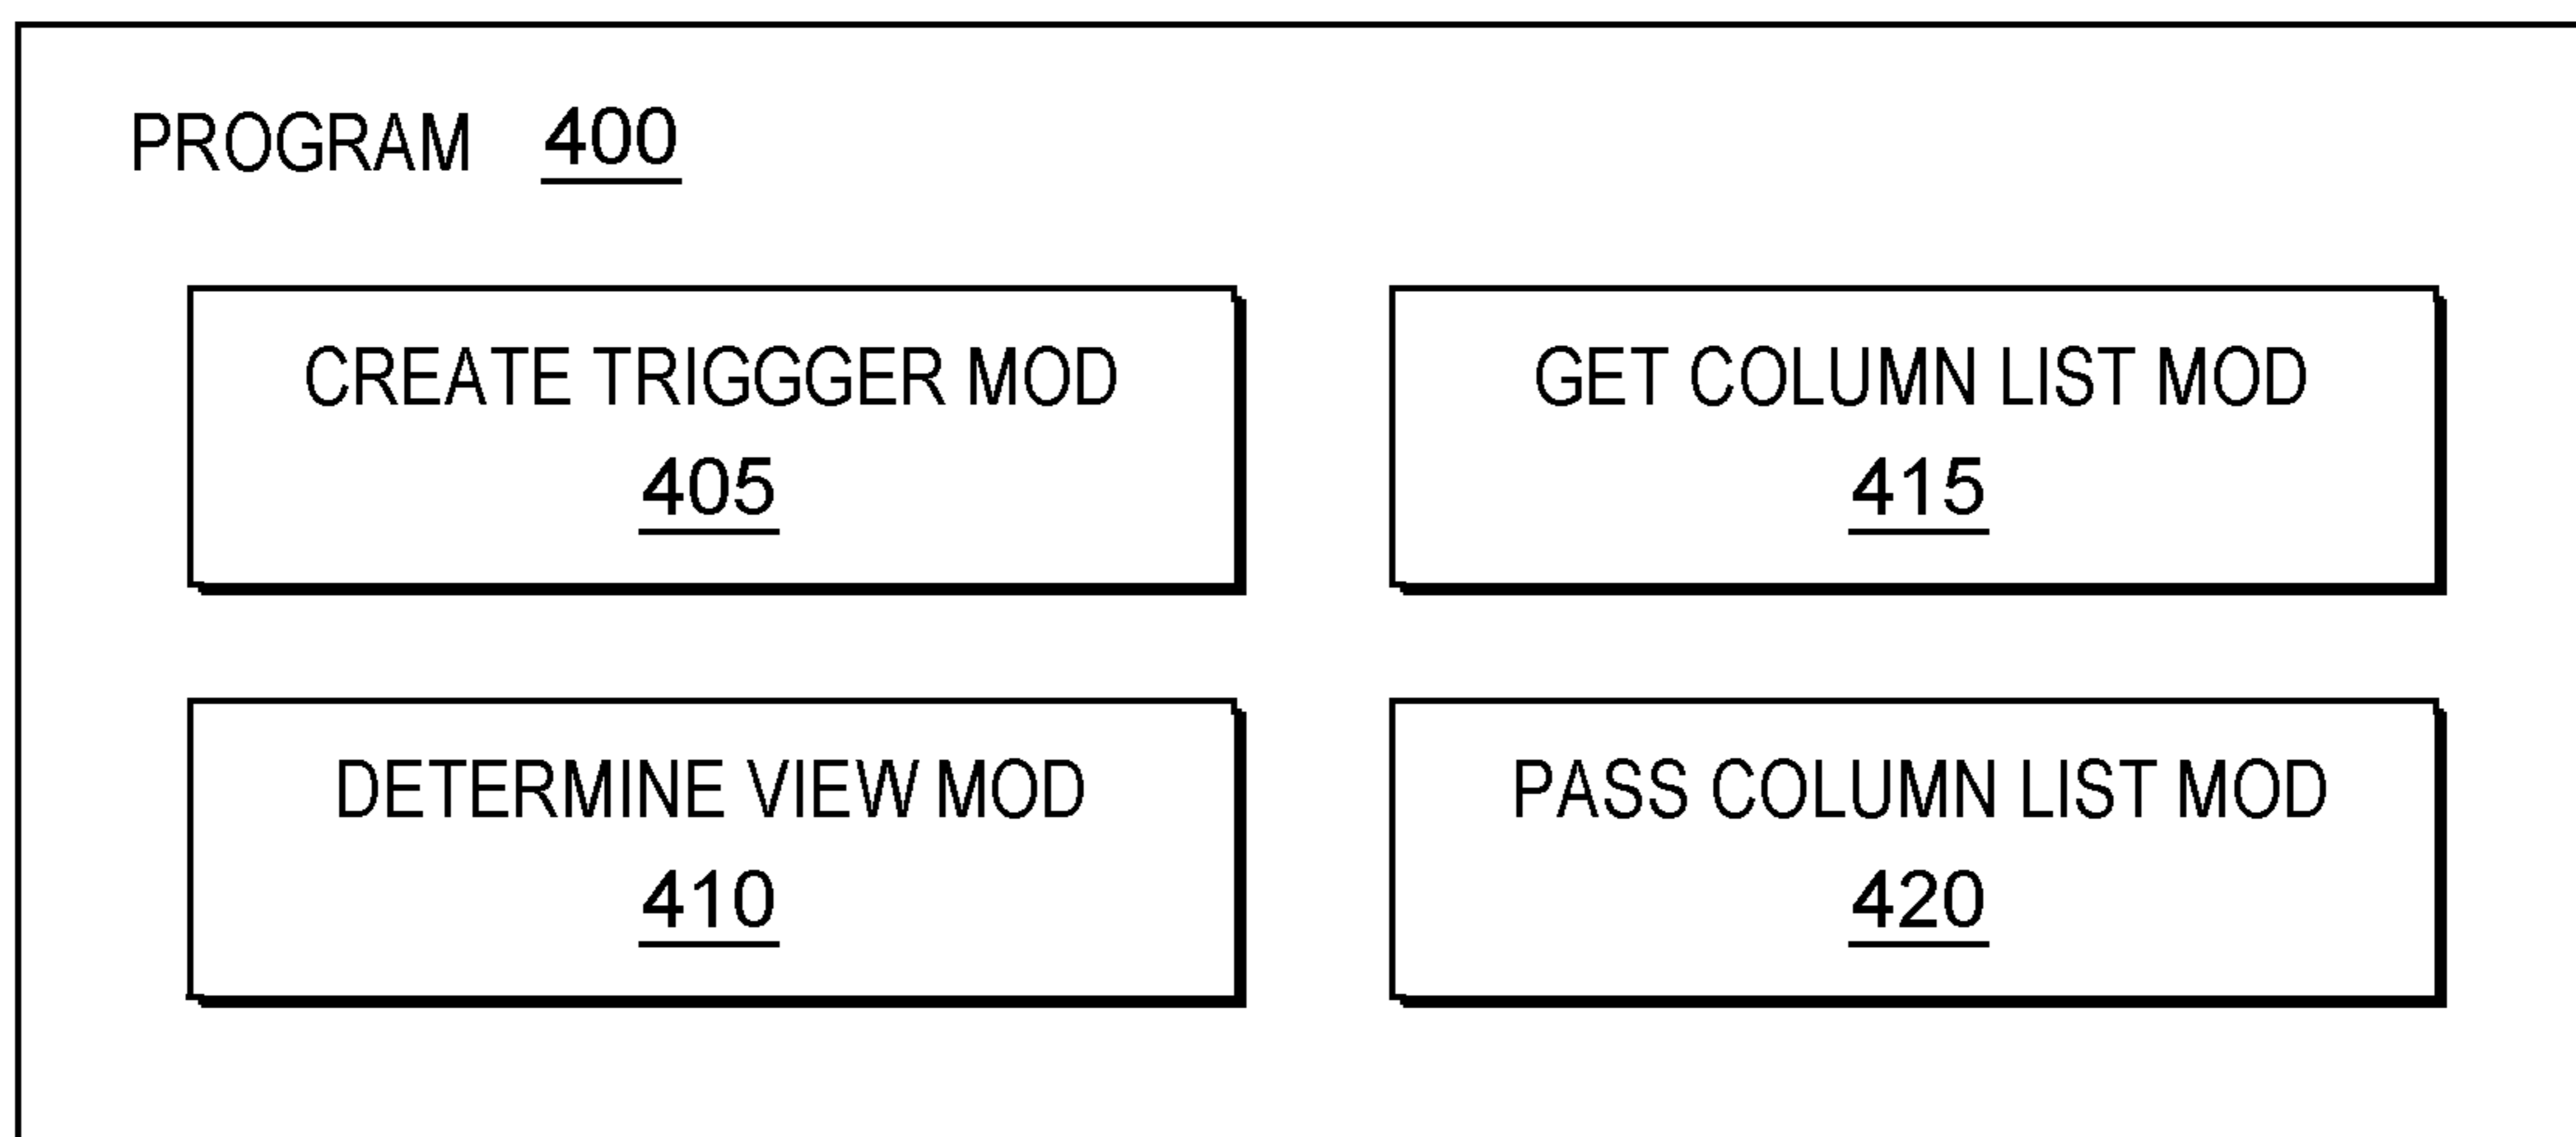 PROGRAM 400
CREATE TRIGGGER MOD
405
GET COLUMN LIST MOD
415
DETERMINE VIEW MOD
410
PASS COLUMN LIST MOD
420